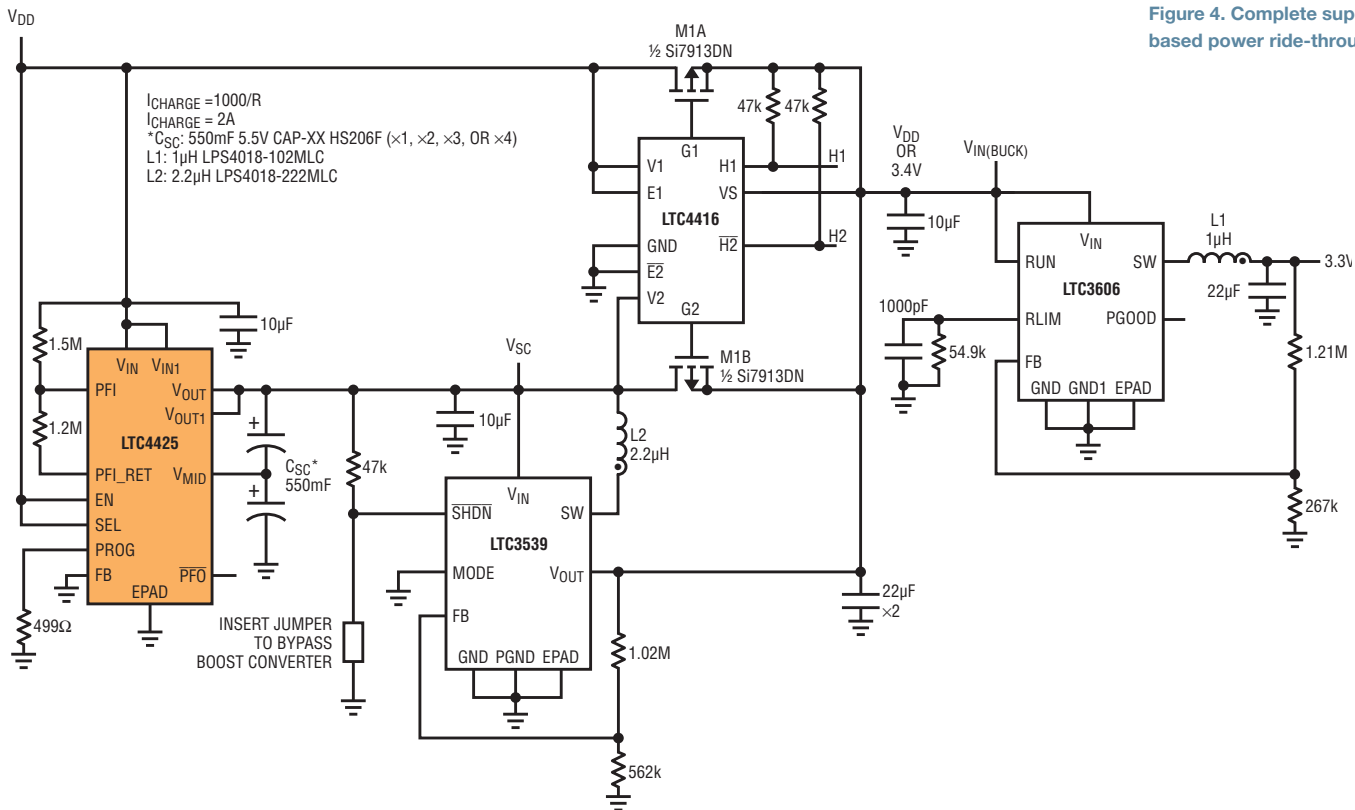 Figure 4. Complete sup
based power ride-throu
VDD
M1A
½ Si7913DN
ICHARGE =1000/R
ICHARGE = 2A
*CSC: 550mF 5.5V CAP-XX HS206F (×1, ×2, ×3, OR ×4)
L1: 1µH LPS4018-102MLC
L2: 2.2µH LPS4018-222MLC
47k
47k
G1
V1
H1
H1
E1
VS
LTC4416
GND
H2
H2
E2
V2
G2
VDD
OR
3.4V
10µF
VIN(BUCK)
VIN
RUN
SW
L1
1µH
3.3V
LTC3606
22µF
1000pF
RLIM
PGOOD
54.9k
FB
1.21M
GND GND1 EPAD
267k
10µF
1.5M
VIN
VIN1
PFI
VOUT
VOUT1
1.2M
LTC4425
PFI_RET
VMID
EN
SEL
PROG
FB
PFO
EPAD
499Ω
+
CSC*
550mF
+
47k
VSC
10µF
M1B
½ Si7913DN
L2
2.2µH
VIN
SHDN
SW
LTC3539
MODE
VOUT
FB
GND PGND EPAD
22µF
×2
1.02M
562k
INSERT JUMPER
TO BYPASS
BOOST CONVERTER